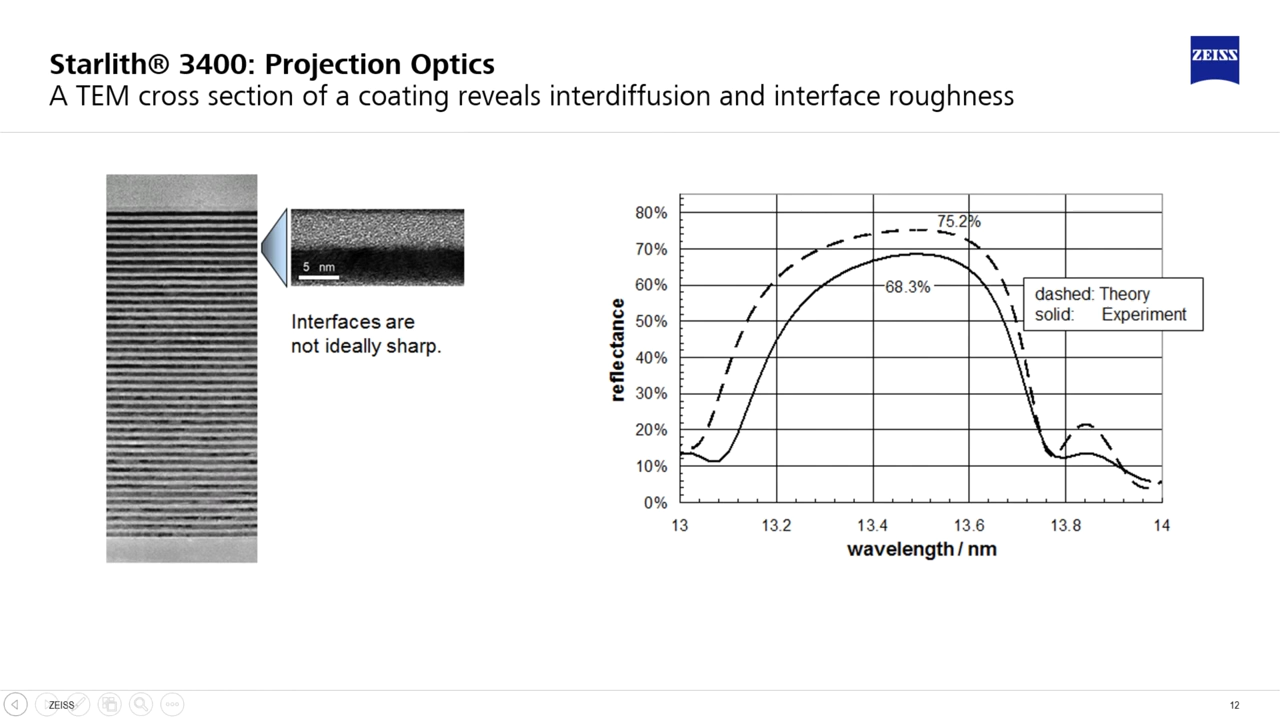 Starlith® 3400: Projection Optics
A TEM cross section of a coating reveals interdiffusion and interface roughness
ZEISS
5 nm
Interfaces are
not ideally sharp.
reflectance
80%
70%
60%
50%
40%
30%
20%
10%
0%
75.2%
68.3%
dashed: Theory
solid: Experiment
13
13.2
13.4
13.6
13.8
14
wavelength / nm
ZEISS
12